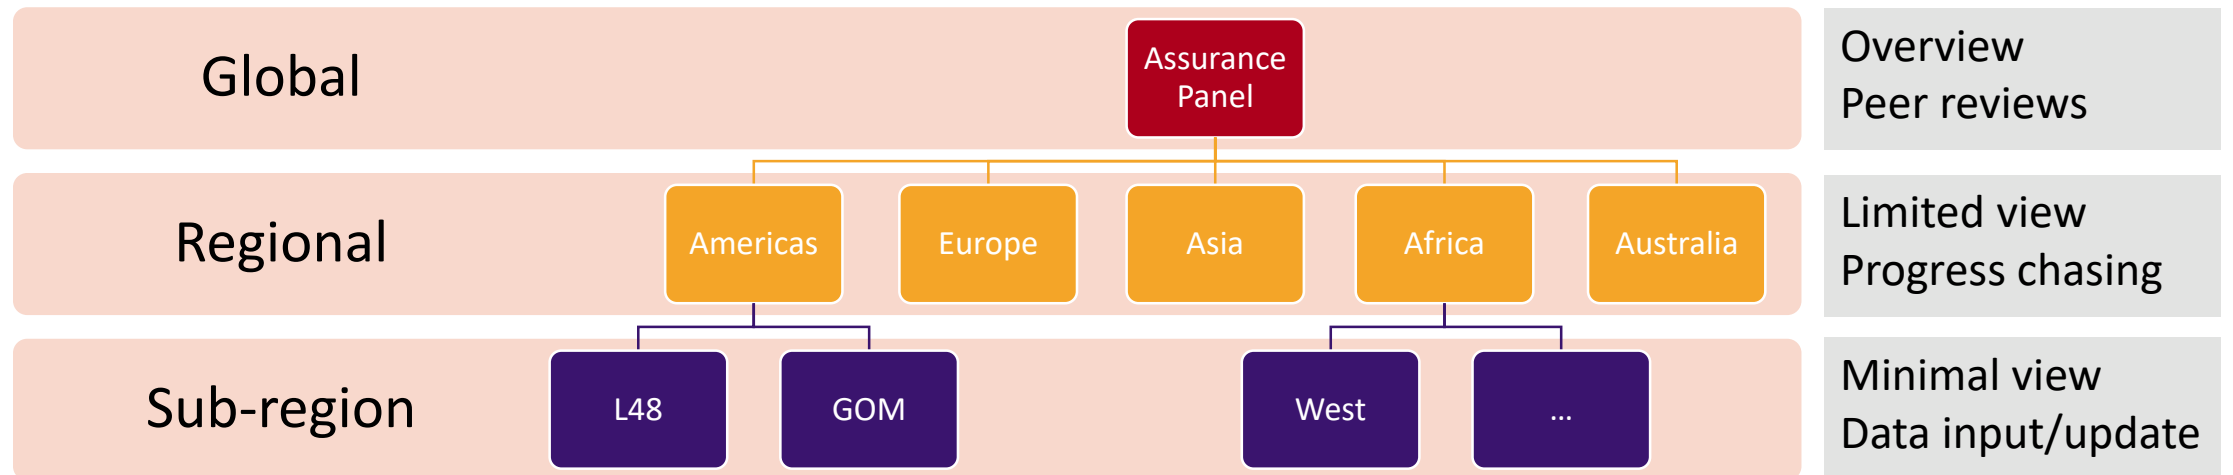 Global
Assurance
Panel
Overview
Peer reviews
Regional
Americas
Europe
Asia
Africa
Australia
Limited view
Progress chasing
Sub-region
L48
GOM
West
...
Minimal view
Data input/update